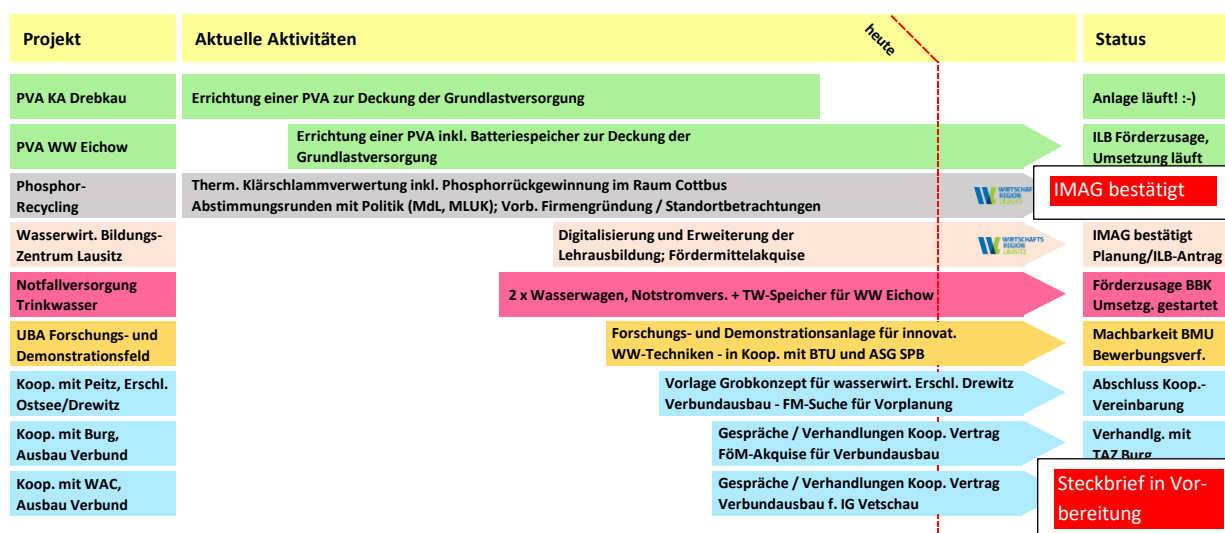 Projekt
Aktuelle Aktivitäten
heute
Status
PVA KA Drebkau
Errichtung einer PVA zur Deckung der Grundlastversorgung
Anlage läuft! :-)
PVA WW Eichow
Errichtung einer PVA inkl. Batteriespeicher zur Deckung der
Grundlastversorgung
ILB Förderzusage,
Umsetzung läuft
Phosphor-
Recycling
Therm. Klärschlammverwertung inkl. Phosphorrückgewinnung im Raum Cottbus
Abstimmungsrunden mit Politik (MdL, MLUK); Vorb. Firmengründung / Standortbetrachtungen
WIRTSCHAF
REGION
LAUSITZ
IMAG bestätigt
Wasserwirt. Bildungs-
Zentrum Lausitz
Digitalisierung und Erweiterung der
Lehrausbildung; Fördermittelakquise
WIRTSCHAFTS
REGION
LAUSITZ
IMAG bestätigt
Planung/ILB-Antrag
Notfallversorgung
Trinkwasser
2 x Wasserwagen, Notstromvers. + TW-Speicher für WW Eichow
Förderzusage BBK
Umsetzg. gestartet
UBA Forschungs- und
Demonstrationsfeld
Forschungs- und Demonstrationsanlage für innovat.
WW-Techniken - in Koop. mit BTU und ASG SPB
Machbarkeit BMU
Bewerbungsverf.
Koop. mit Peitz, Erschl.
Ostsee/Drewitz
Vorlage Grobkonzept für wasserwirt. Erschl. Drewitz
Verbundausbau - FM-Suche für Vorplanung
Abschluss Koop.-
Vereinbarung
Koop. mit Burg,
Ausbau Verbund
Gespräche / Verhandlungen Koop. Vertrag
FöM-Akquise für Verbundausbau
Verhandlg. mit
TAZ Burg
Koop. mit WAC,
Ausbau Verbund
Gespräche / Verhandlungen Koop. Vertrag
Verbundausbau f. IG Vetschau
Steckbrief in Vor-
bereitung